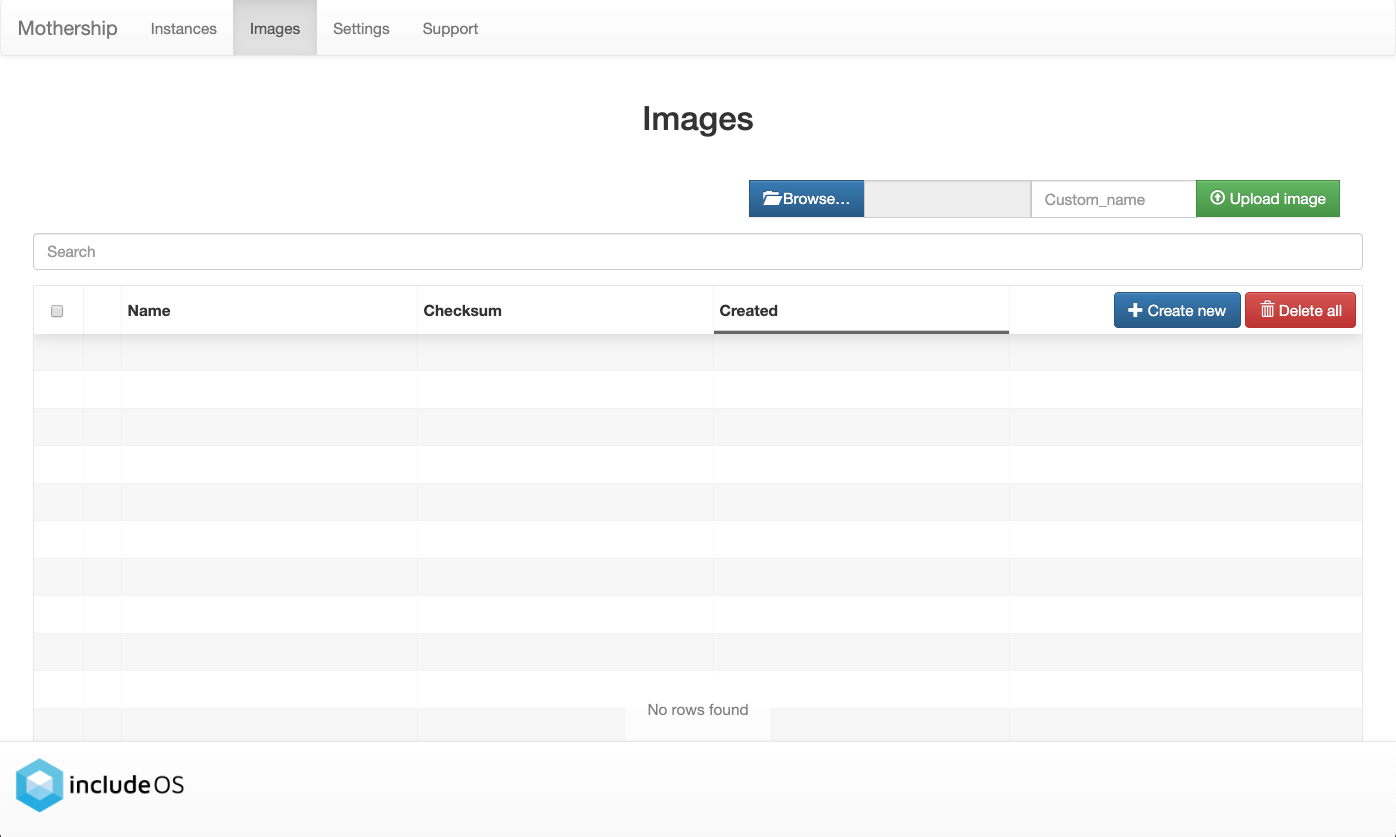 Mothership Instances Images Settings Support
Images
Browse... Custom_name Upload image
Search
Name Checksum Created Create new Delete all
No rows found
includeOS